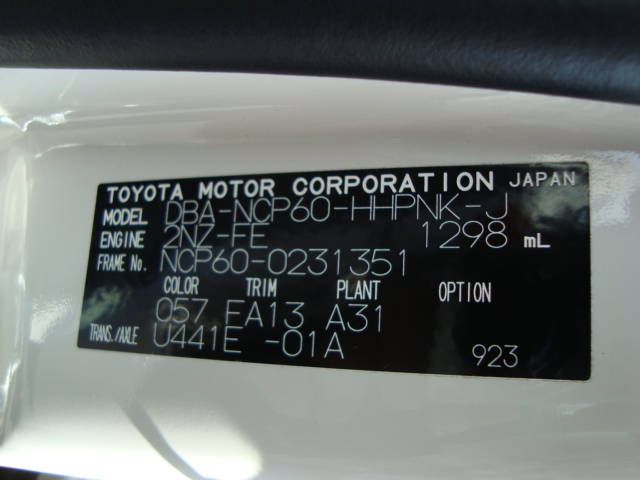 TOYOTA MOTOR CORPORATION JAPAN
MODEL DBA-NCP60-HHPNK-J
ENGINE 2NZ-FE 1298 mL
FRAME No. NCP60-0231351
COLOR TRIM PLANT OPTION
057 EA13 A31
TRANS./AXLE U441E -01A
923